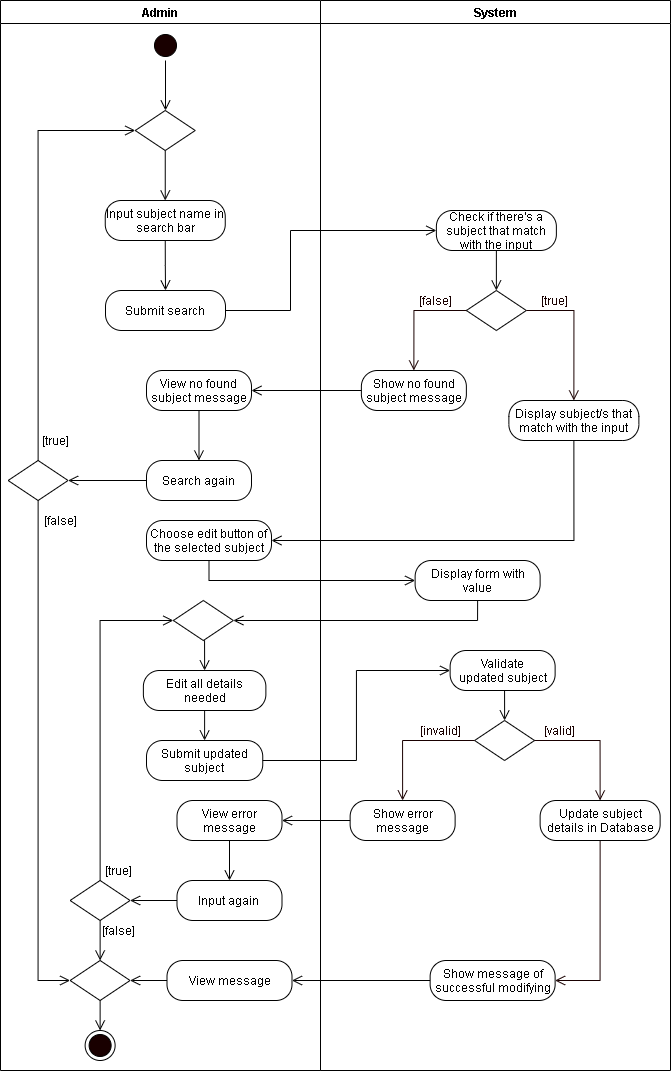 Admin
System
Input subject name in
search bar
Check if there's a
subject that match
with the input
Submit search
[false]
[true]
View no found
subject message
Show no found
subject message
Display subject/s that
match with the input
[true]
Search again
[false]
Choose edit button of
the selected subject
Display form with
value
Validate
updated subject
Edit all details
needed
[invalid]
[valid]
Submit updated
subject
View error
message
Show error
message
Update subject
details in Database
[true]
Input again
[false]
View message
Show message of
successful modifying